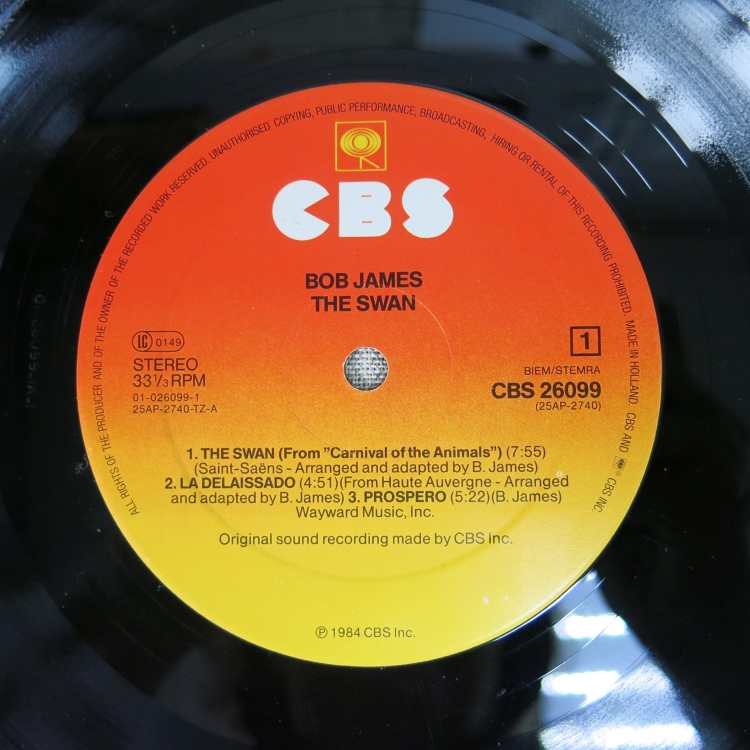 ALL RIGHTS OF THE PRODUCER AND OF THE OWNER OF THE RECORDED WORK RESERVED. UNAUTHORISED COPYING, PUBLIC PERFORMANCE, BROADCASTING, HIRING OR RENTAL OF THIS RECORDING PROHIBITED. MADE IN HOLLAND CBS AND CBS INC.
CBS
BOB JAMES
THE SWAN
LC 0149
STEREO
33 1/3 RPM
01-026099-1
25AP-2740-TZ-A
1
BIEM/STEMRA
CBS 26099
(25AP-2740)
1. THE SWAN (From "Carnival of the Animals") (7:55)
(Saint-Saëns - Arranged and adapted by B. James)
2. LA DELAISSADO (4:51)(From Haute Auvergne - Arranged
and adapted by B. James) 3. PROSPERO (5:22)(B. James)
Wayward Music, Inc.
Original sound recording made by CBS Inc.
℗ 1984 CBS Inc.